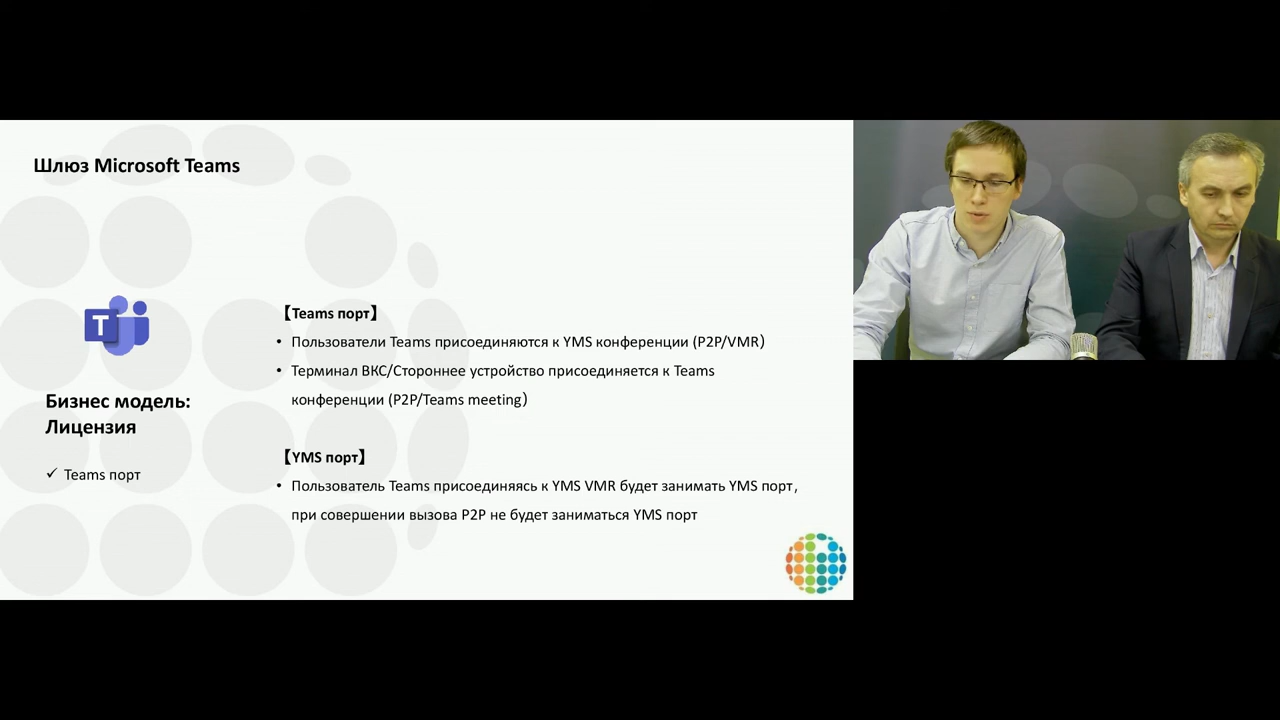 Шлюз Microsoft Teams
T
Бизнес модель:
Лицензия
✓ Teams порт
【Teams порт】
• Пользователи Teams присоединяются к YMS конференции (P2P/VMR)
• Терминал ВКС/Стороннее устройство присоединяется к Teams
конференции (P2P/Teams meeting)
【YMS порт】
• Пользователь Teams присоединяясь к YMS VMR будет занимать YMS порт,
при совершении вызова P2P не будет заниматься YMS порт